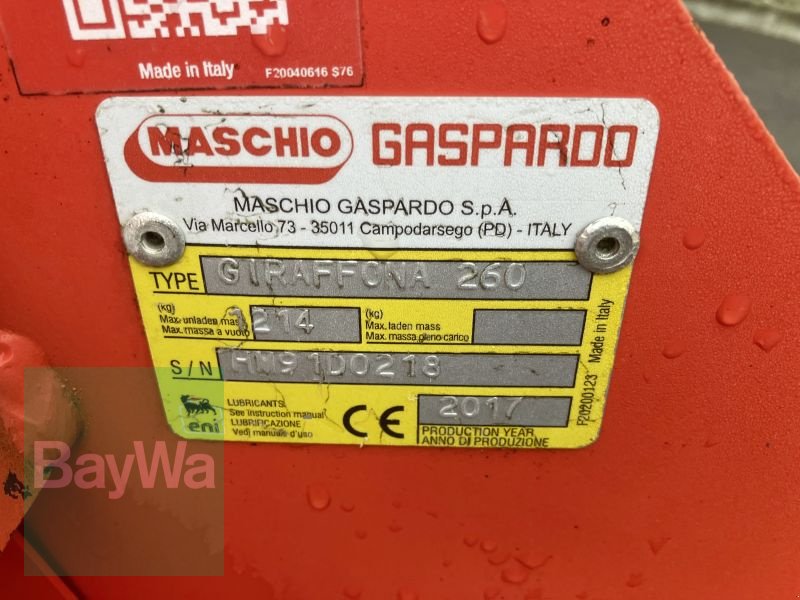 Made in Italy F20040616 S76
MASCHIO GASPARDO
MASCHIO GASPARDO S.p.A.
Via Marcello 73 - 35011 Campodarsego (PD) - ITALY
TYPE GIRAFFONA 260
(kg)
Max. unladen mass
Max. massa a vuoto
1214
(kg)
Max. laden mass
Max. massa pieno carico
S/N HM91D0218
Made in Italy
F20200123
eni
LUBRICANTS
See instruction manual
LUBRIFICAZIONE
Vedi manuale d'uso
CE
2017
PRODUCTION YEAR
ANNO DI PRODUZIONE
BayWa